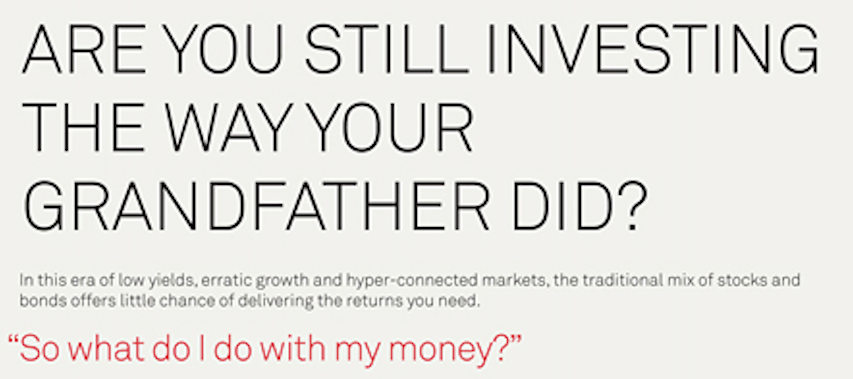 ARE YOU STILL INVESTING
THE WAY YOUR
GRANDFATHER DID?
In this era of low yields, erratic growth and hyper-connected markets, the traditional mix of stocks and
bonds offers little chance of delivering the returns you need.
“So what do I do with my money?”